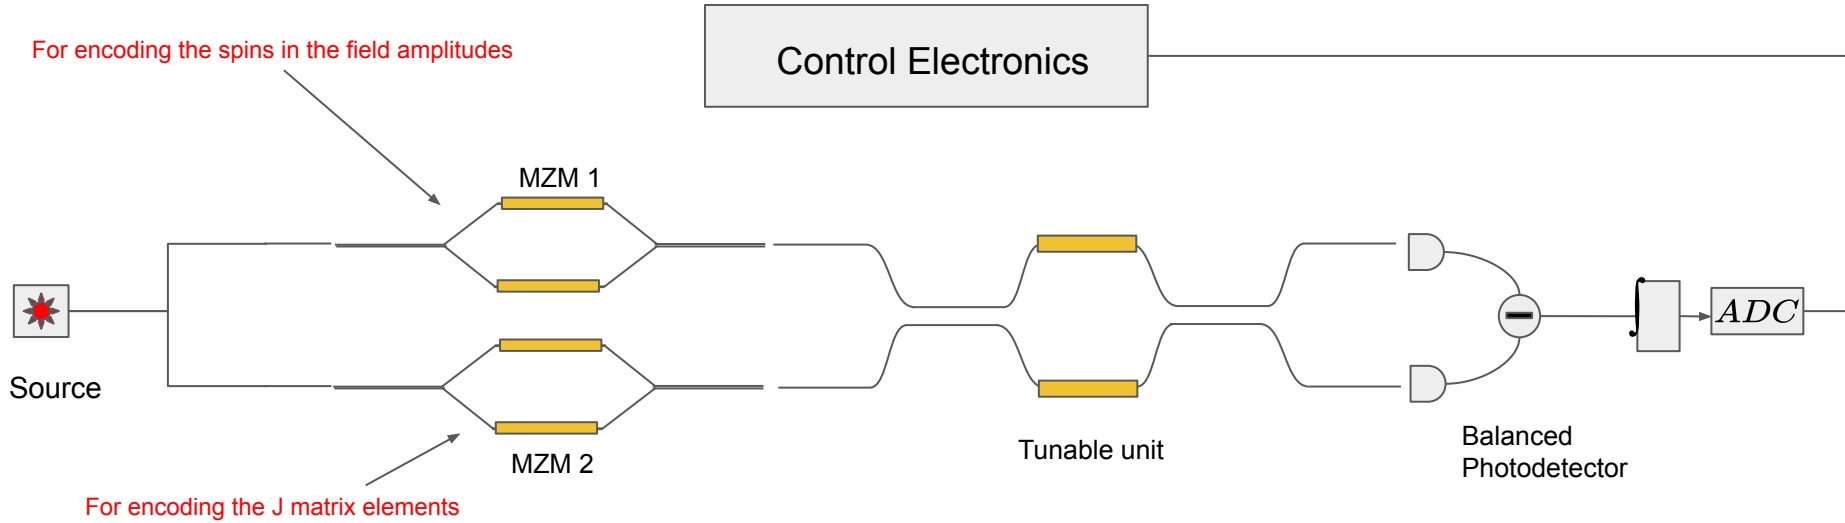 For encoding the spins in the field amplitudes
Control Electronics
MZM 1
Source
ADC
MZM 2
Tunable unit
Balanced
Photodetector
For encoding the J matrix elements